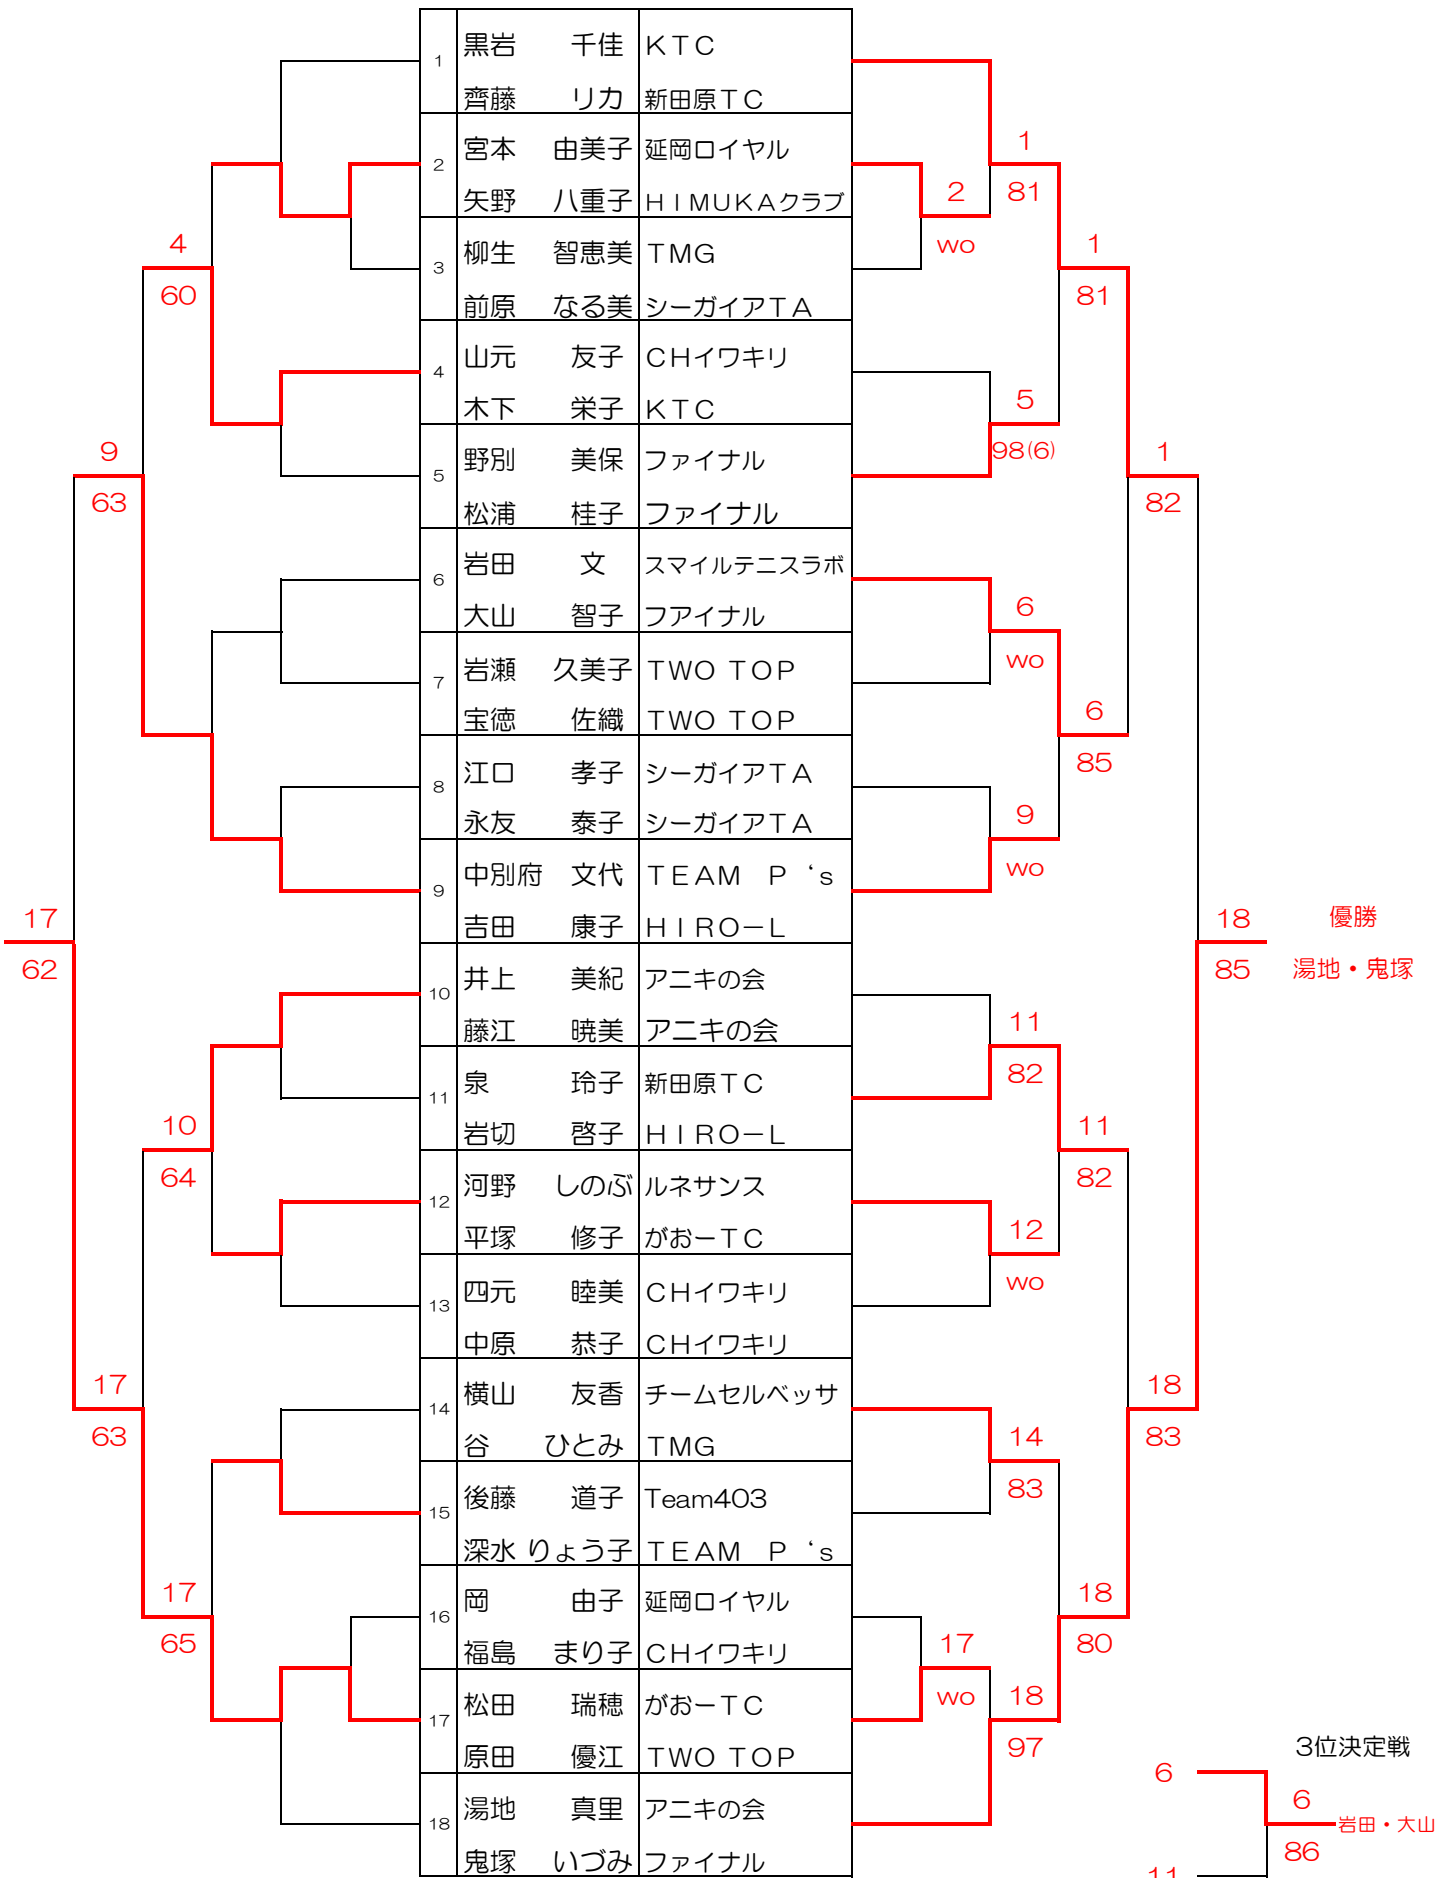 1 黒岩 千佳 KTC
齊藤 リカ 新田原TC
2 宮本 由美子 延岡ロイヤル
矢野 八重子 HIMUKAクラブ
3 柳生 智恵美 TMG
前原 なる美 シーガイアTA
4 山元 友子 CHイワキリ
木下 栄子 KTC
5 野別 美保 ファイナル
松浦 桂子 ファイナル
6 岩田 文 スマイルテニスラボ
大山 智子 フアイナル
7 岩瀬 久美子 TWO TOP
宝徳 佐織 TWO TOP
8 江口 孝子 シーガイアTA
永友 泰子 シーガイアTA
9 中別府 文代 TEAM P‘s
吉田 康子 HIRO－L
10 井上 美紀 アニキの会
藤江 暁美 アニキの会
11 泉 玲子 新田原TC
岩切 啓子 HIRO－L
12 河野 しのぶ ルネサンス
平塚 修子 がおーTC
13 四元 睦美 CHイワキリ
中原 恭子 CHイワキリ
14 横山 友香 チームセルベッサ
谷 ひとみ TMG
15 後藤 道子 Team403
深水 りょう子 TEAM P‘s
16 岡 由子 延岡ロイヤル
福島 まり子 CHイワキリ
17 松田 瑞穂 がおーTC
原田 優江 TWO TOP
18 湯地 真里 アニキの会
鬼塚 いづみ ファイナル
4
60
9
63
17
62
10
64
17
63
17
65
2
wo
1
81
1
81
5
98(6)
1
82
6
wo
6
85
9
wo
18 優勝
85 湯地・鬼塚
11
82
11
82
12
wo
18
83
14
83
18
80
17
wo
18
97
3位決定戦
6
6
岩田・大山
86
11